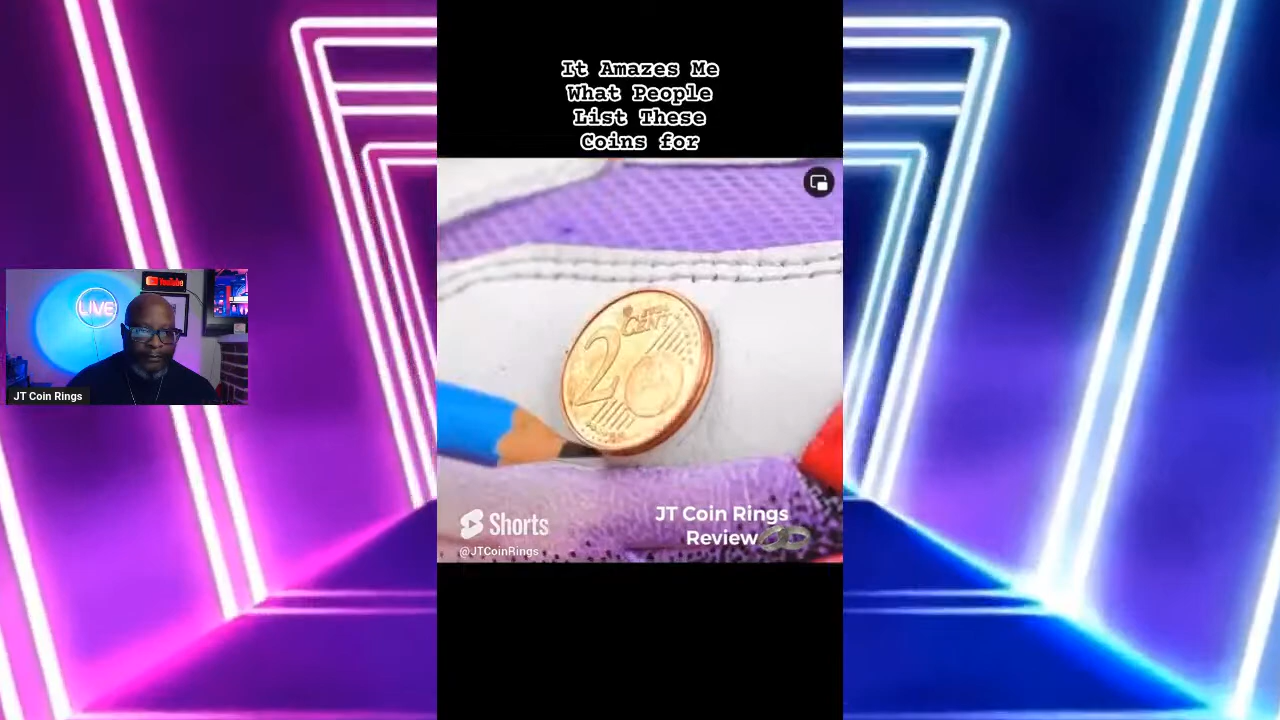 It Amazes Me
What People
List These
Coins for
YouTube
LIVE
JT Coin Rings
2
EURO
CENT
Shorts
@JTCoinRings
JT Coin Rings
Review